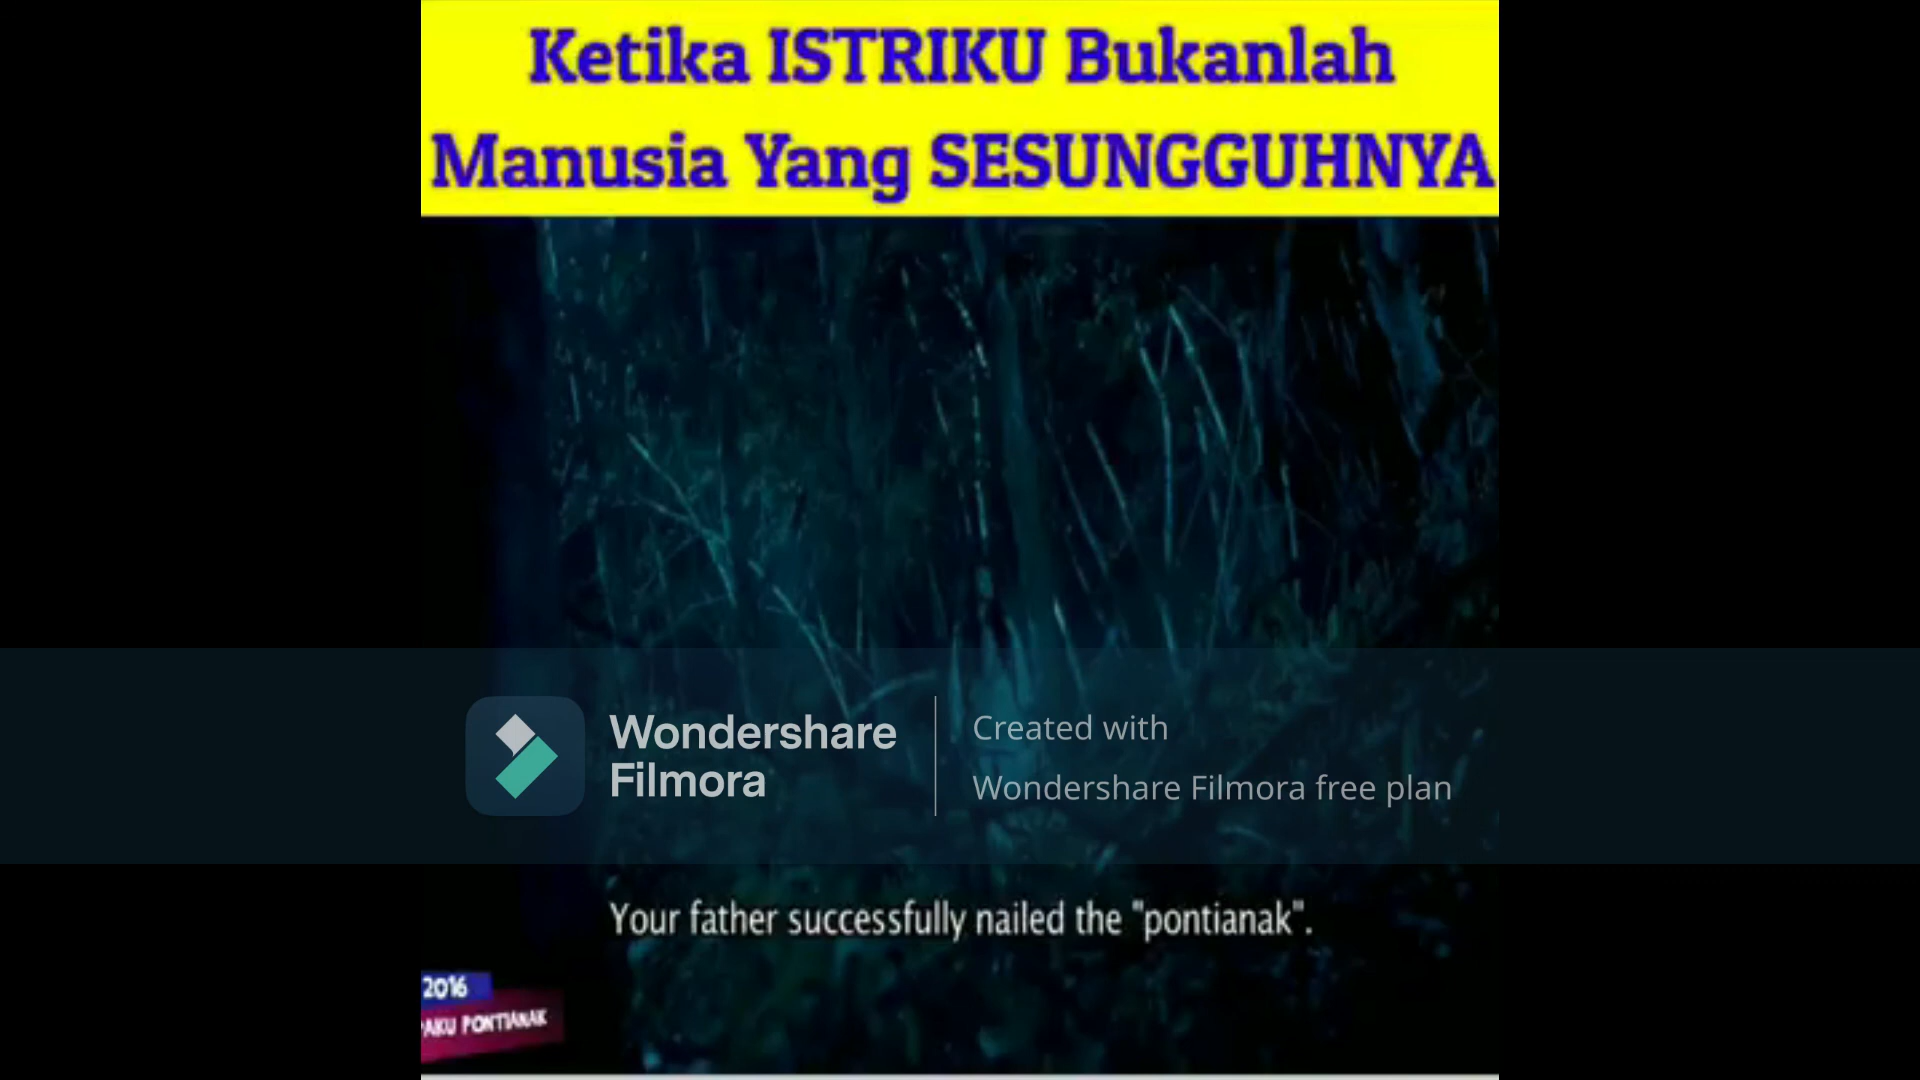 Ketika ISTRIKU Bukanlah
Manusia Yang SESUNGGUHNYA
Wondershare
Filmora
Created with
Wondershare Filmora free plan
Your father successfully nailed the "pontianak".
2016
PAKU PONTIANAK